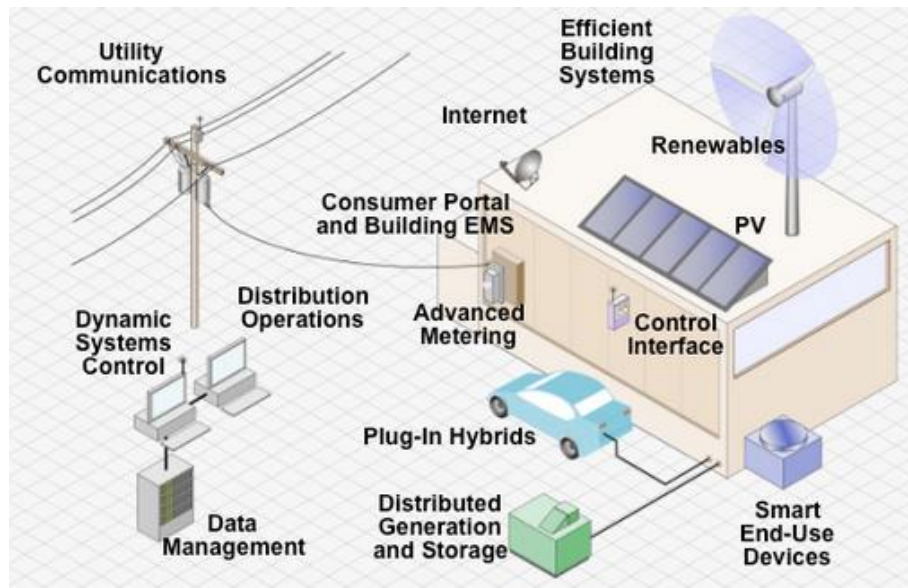 Utility
Communications
Efficient
Building
Systems
Internet
Renewables
Consumer Portal
and Building EMS
PV
Distribution
Operations
Dynamic
Systems
Control
Advanced
Metering
Control
Interface
Plug-In Hybrids
Distributed
Generation
and Storage
Data
Management
Smart
End-Use
Devices